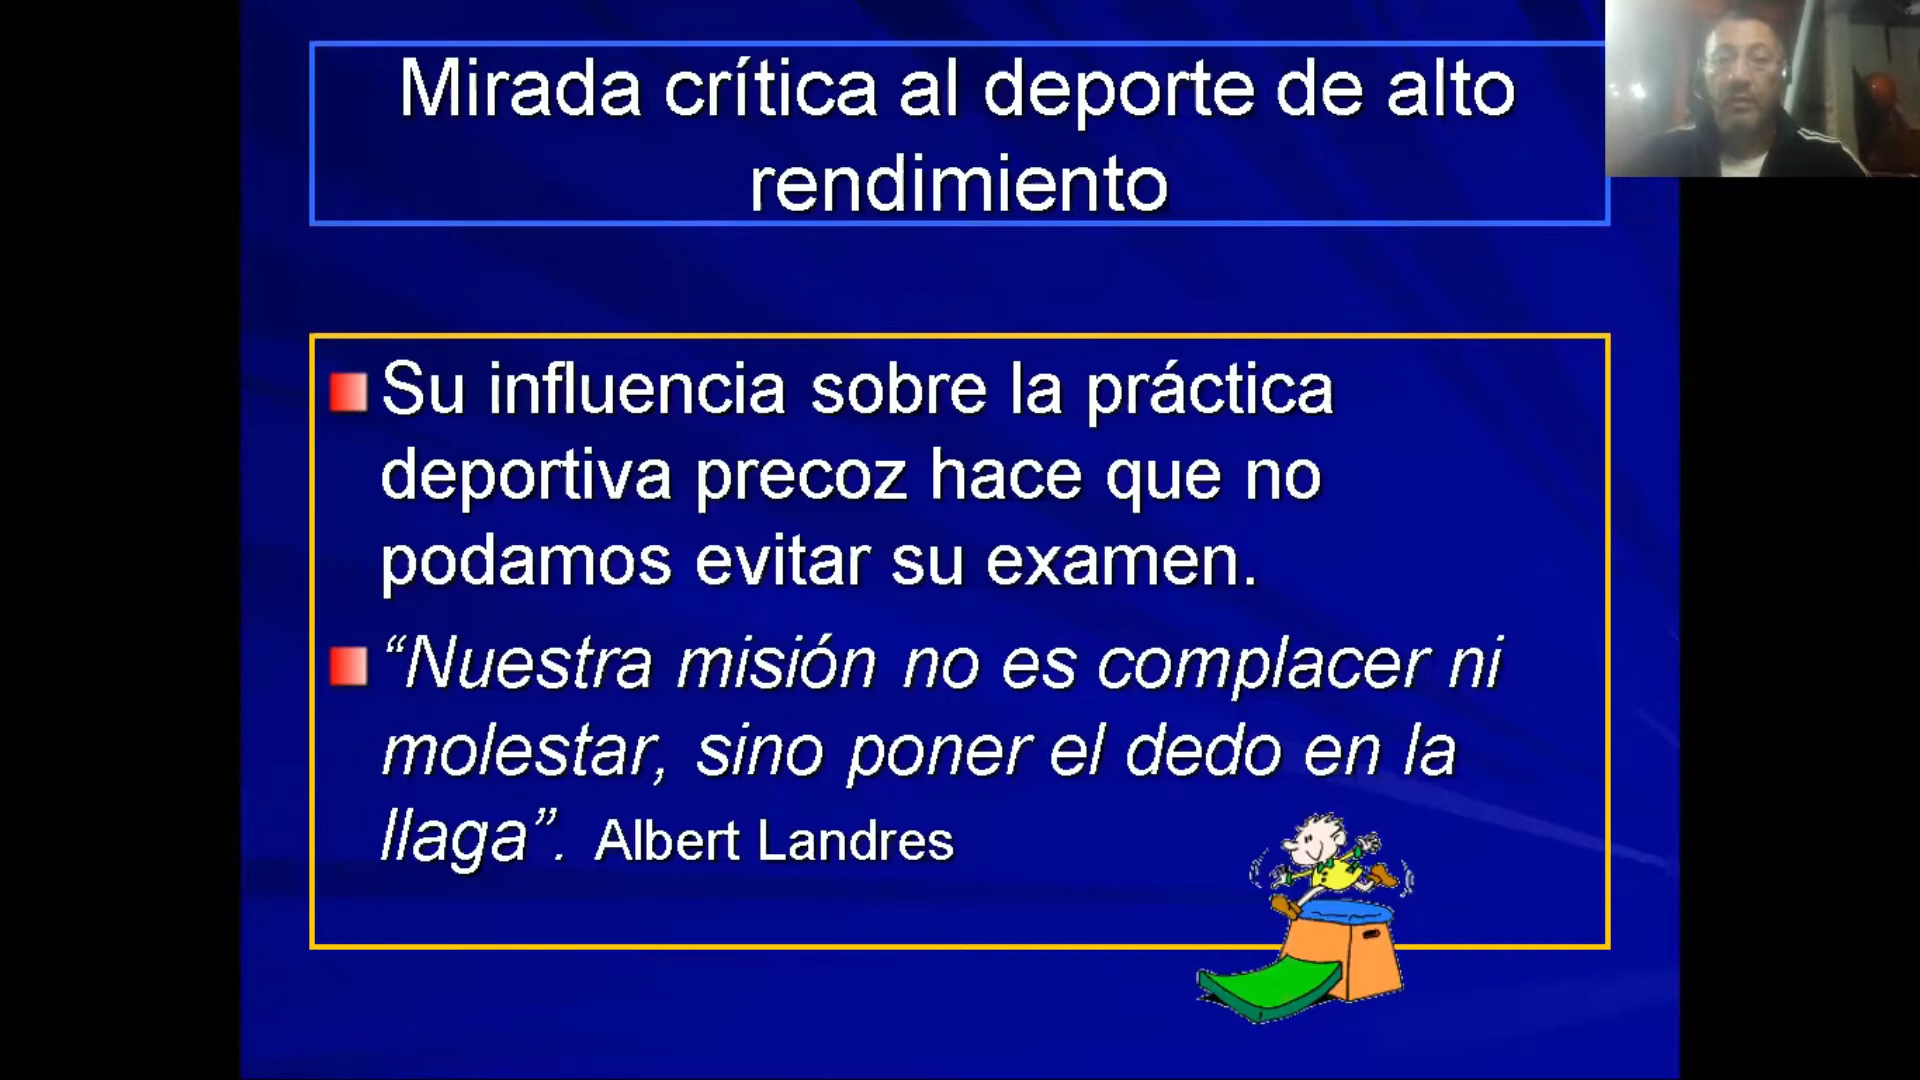 Mirada crítica al deporte de alto
rendimiento
Su influencia sobre la práctica
deportiva precoz hace que no
podamos evitar su examen.
“Nuestra misión no es complacer ni
molestar, sino poner el dedo en la
llaga”. Albert Landres